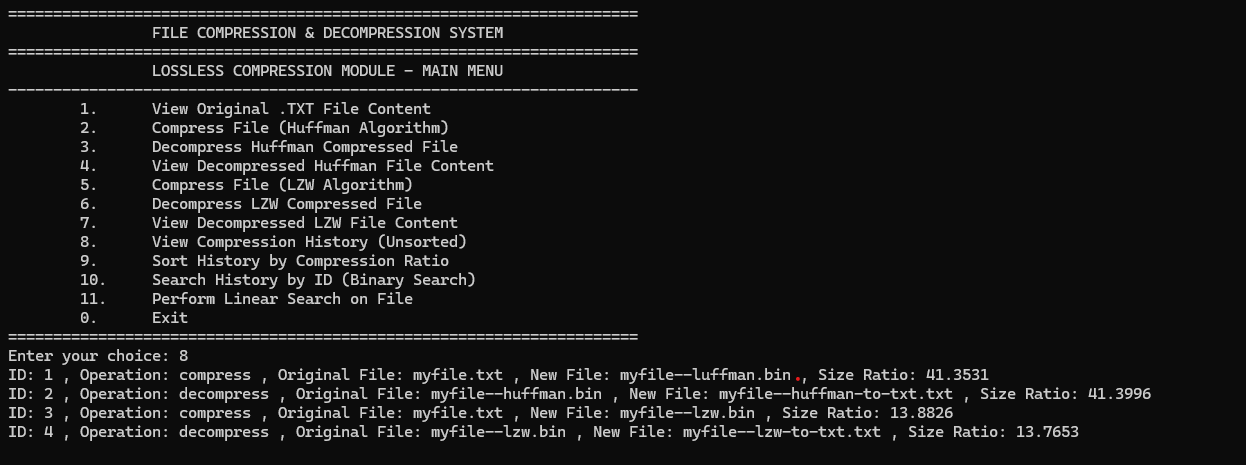 ======================================================================
FILE COMPRESSION & DECOMPRESSION SYSTEM
======================================================================
LOSSLESS COMPRESSION MODULE - MAIN MENU
----------------------------------------------------------------------
1. View Original .TXT File Content
2. Compress File (Huffman Algorithm)
3. Decompress Huffman Compressed File
4. View Decompressed Huffman File Content
5. Compress File (LZW Algorithm)
6. Decompress LZW Compressed File
7. View Decompressed LZW File Content
8. View Compression History (Unsorted)
9. Sort History by Compression Ratio
10. Search History by ID (Binary Search)
11. Perform Linear Search on File
0. Exit
======================================================================
Enter your choice: 8
ID: 1 , Operation: compress , Original File: myfile.txt , New File: myfile--luffman.bin , Size Ratio: 41.3531
ID: 2 , Operation: decompress , Original File: myfile--huffman.bin , New File: myfile--huffman-to-txt.txt , Size Ratio: 41.3996
ID: 3 , Operation: compress , Original File: myfile.txt , New File: myfile--lzw.bin , Size Ratio: 13.8826
ID: 4 , Operation: decompress , Original File: myfile--lzw.bin , New File: myfile--lzw-to-txt.txt , Size Ratio: 13.7653